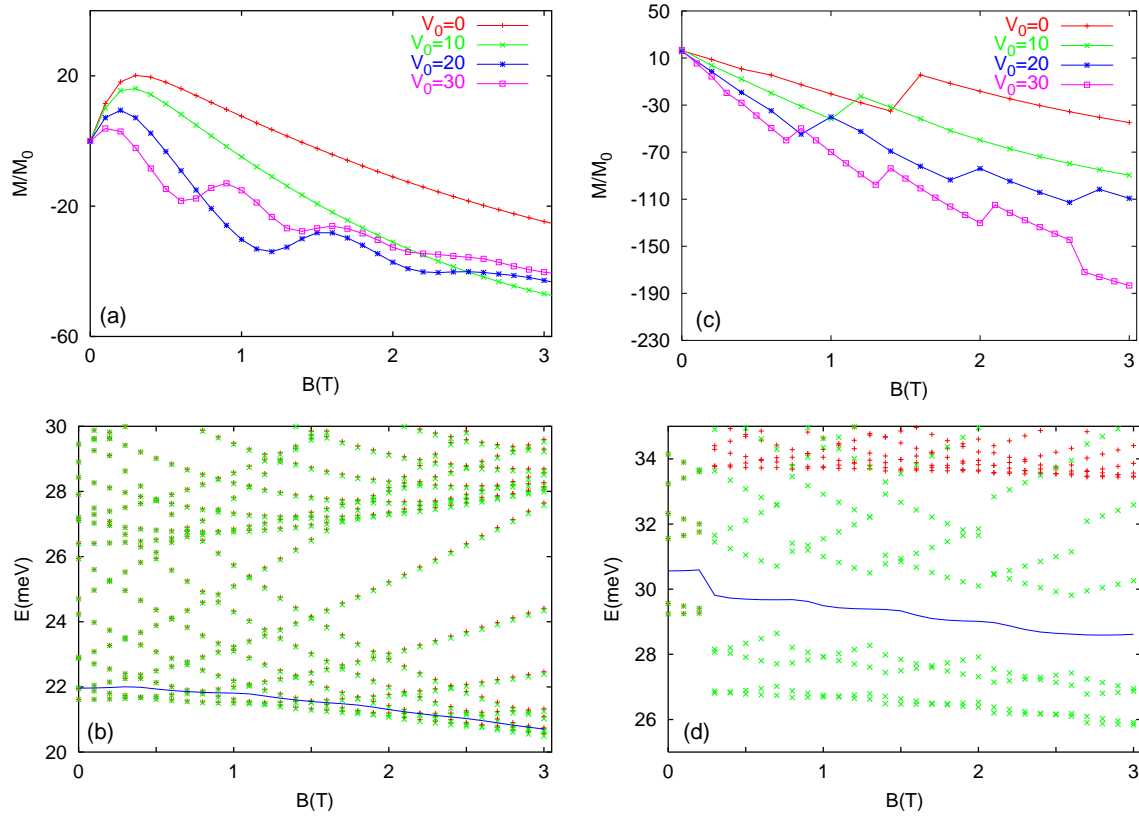 20
-20
-60
0
1
2
3
M/M0
B(T)
(a)
V0=0
V0=10
V0=20
V0=30
50
10
-30
-70
-110
-150
-190
-230
0
1
2
3
M/M0
B(T)
(c)
V0=0
V0=10
V0=20
V0=30
30
28
26
24
22
20
0
1
2
3
E(meV)
B(T)
(b)
34
32
30
28
26
0
1
2
3
E(meV)
B(T)
(d)